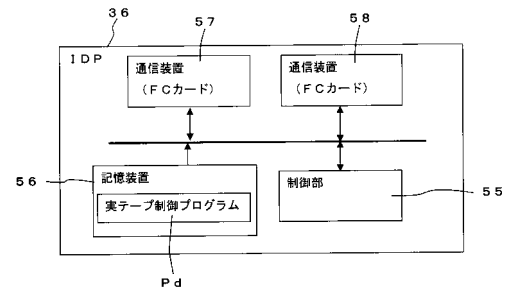 ３６
５７
５８
ＩＤＰ
通信装置
（ＦＣカード）
通信装置
（ＦＣカード）
５６
記憶装置
実テープ制御プログラム
制御部
５５
Ｐｄ